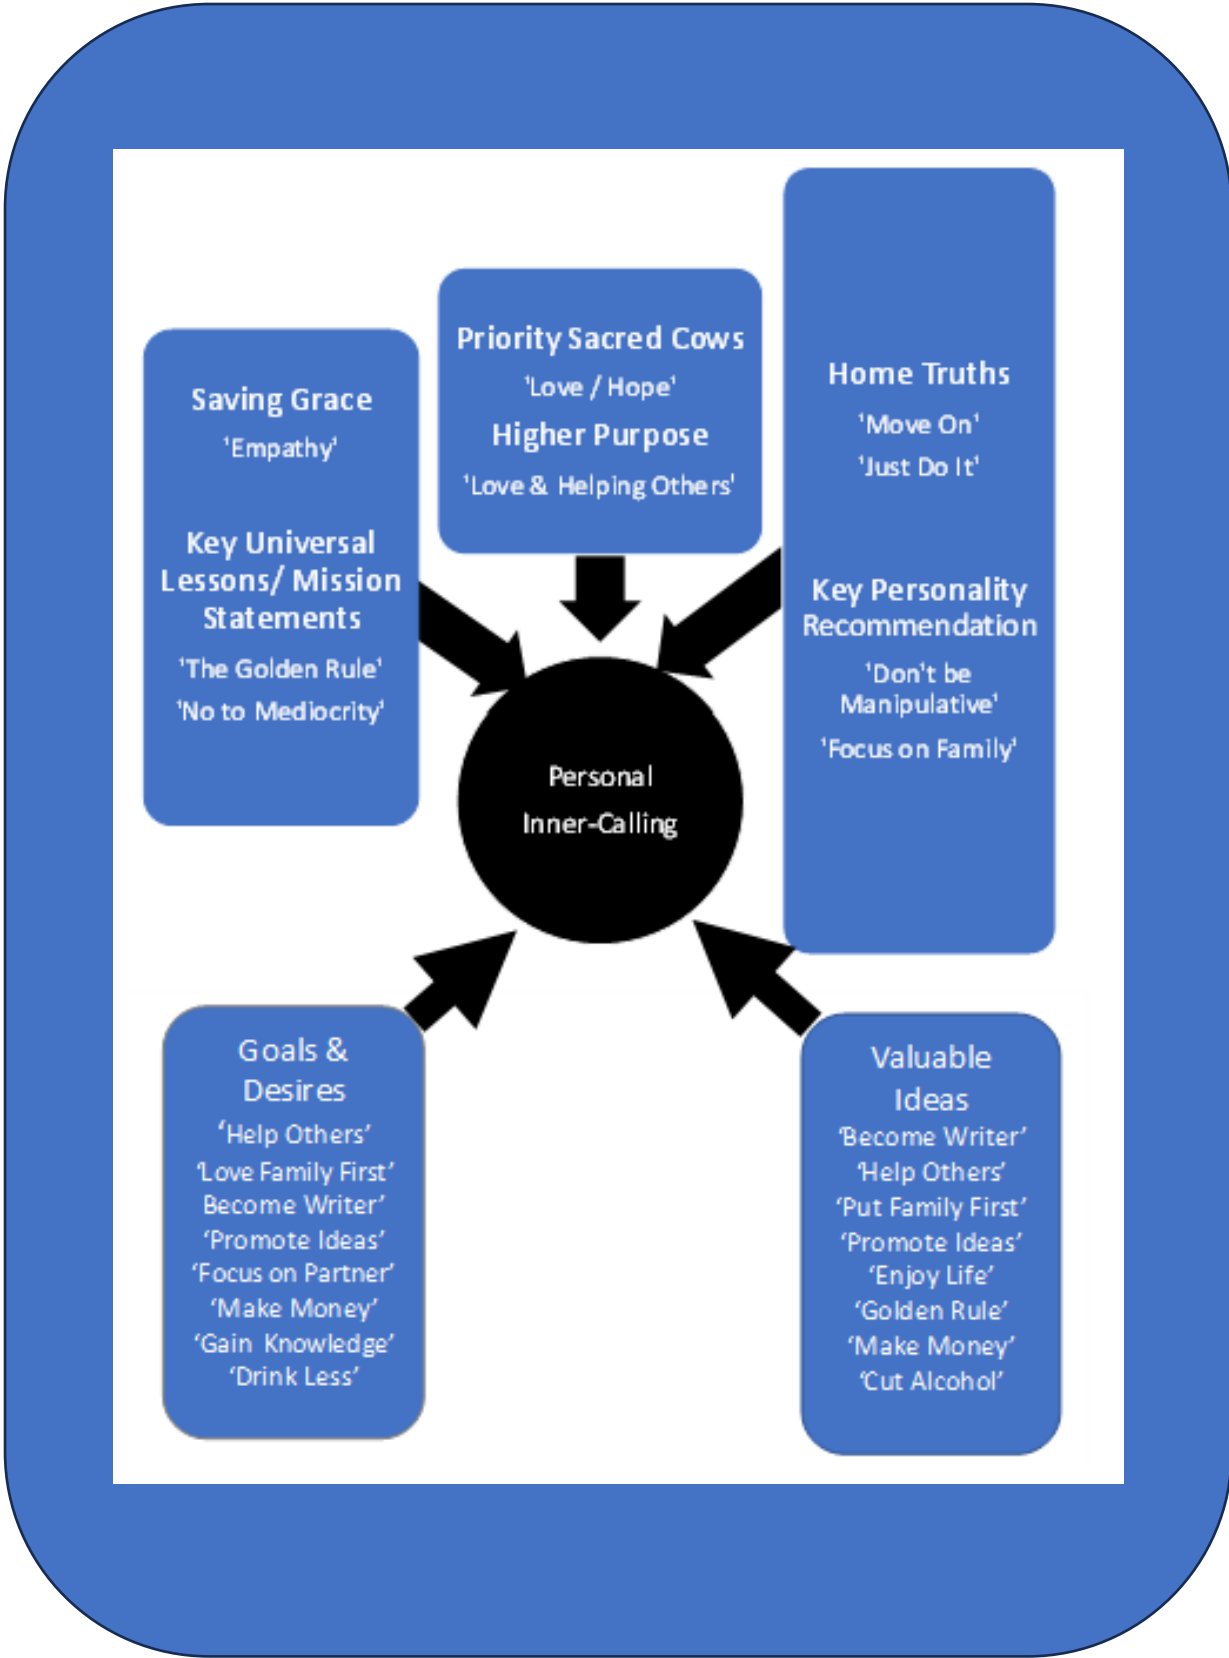 Saving Grace
'Empathy'
Key Universal
Lessons/ Mission
Statements
'The Golden Rule'
'No to Mediocrity'
Priority Sacred Cows
'Love / Hope'
Higher Purpose
'Love & Helping Others'
Home Truths
'Move On'
'Just Do It'
Key Personality
Recommendation
'Don't be
Manipulative'
'Focus on Family'
Personal
Inner-Calling
Goals &
Desires
‘Help Others’
‘Love Family First’
Become Writer’
‘Promote Ideas’
‘Focus on Partner’
‘Make Money’
‘Gain Knowledge’
‘Drink Less’
Valuable
Ideas
‘Become Writer’
‘Help Others’
‘Put Family First’
‘Promote Ideas’
‘Enjoy Life’
‘Golden Rule’
‘Make Money’
‘Cut Alcohol’